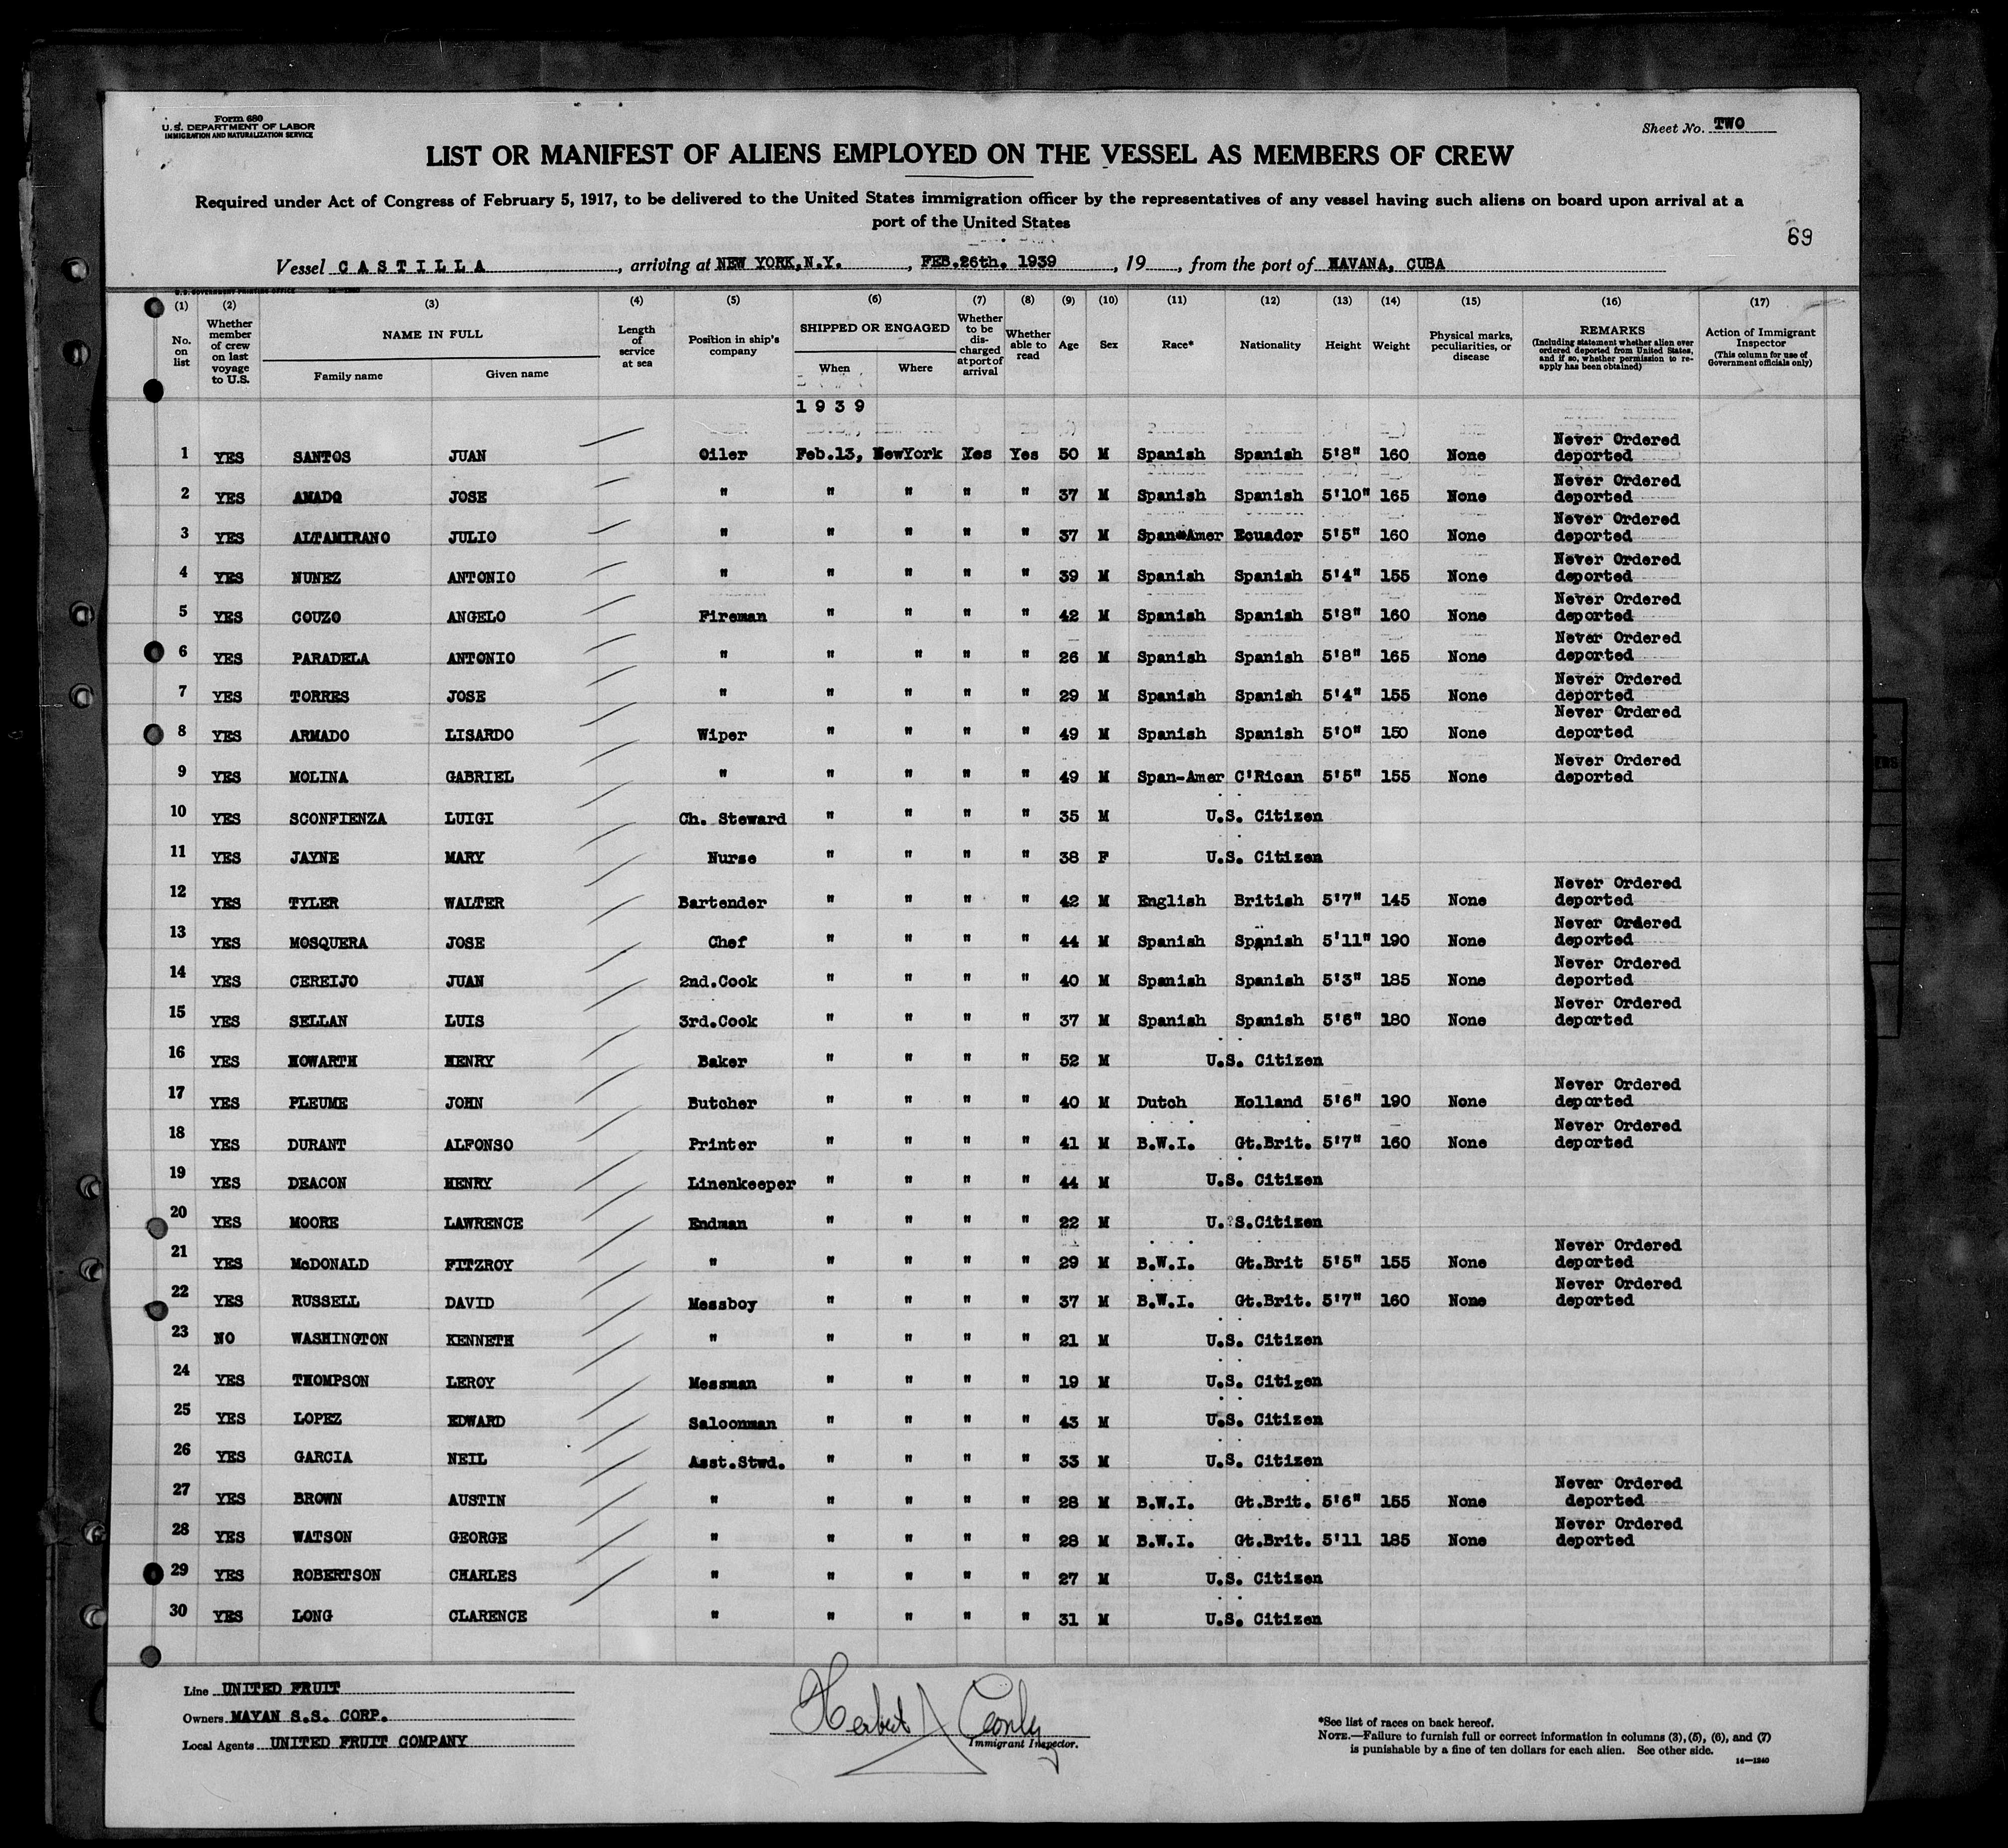 Form 680
U.S. DEPARTMENT OF LABOR
IMMIGRATION AND NATURALIZATION SERVICE
Sheet No. TWO
LIST OR MANIFEST OF ALIENS EMPLOYED ON THE VESSEL AS MEMBERS OF CREW
Required under Act of Congress of February 5, 1917, to be delivered to the United States immigration officer by the representatives of any vessel having such aliens on board upon arrival at a
port of the United States
69
Vessel CASTILLA, arriving at NEW YORK,N.Y., FEB.26th. 1939, 19, from the port of HAVANA, CUBA
U.S. GOVERNMENT PRINTING OFFICE
(1) (2) (3) (4) (5) (6) (7) (8) (9) (10) (11) (12) (13) (14) (15) (16) (17)
No. on list
Whether member of crew on last voyage to U.S.
NAME IN FULL
Family name Given name
Length of service at sea
Position in ship's company
SHIPPED OR ENGAGED
When Where
Whether to be discharged at port of arrival
Whether able to read
Age
Sex
Race*
Nationality
Height
Weight
Physical marks, peculiarities, or disease
REMARKS
(Including statement whether alien ever ordered deported from United States, and if so, whether permission to reapply has been obtained)
Action of Immigrant Inspector
(This column for use of Government officials only)
1939
1 YES SANTOS JUAN Oiler Feb.13, NewYork Yes Yes 50 M Spanish Spanish 5'8" 160 None Never Ordered deported
2 YES AMADO JOSE " " " " " 37 M Spanish Spanish 5'10" 165 None Never Ordered deported
3 YES ALTAMIRANO JULIO " " " " " 37 M Span-Amer Ecuador 5'5" 160 None Never Ordered deported
4 YES NUNEZ ANTONIO " " " " " 39 M Spanish Spanish 5'4" 155 None Never Ordered deported
5 YES COUZO ANGELO Fireman " " " " 42 M Spanish Spanish 5'8" 160 None Never Ordered deported
6 YES PARADELA ANTONIO " " " " " 26 M Spanish Spanish 5'8" 165 None Never Ordered deported
7 YES TORRES JOSE " " " " " 29 M Spanish Spanish 5'4" 155 None Never Ordered deported
8 YES ARMADO LISARDO Wiper " " " " 49 M Spanish Spanish 5'0" 150 None Never Ordered deported
9 YES MOLINA GABRIEL " " " " " 49 M Span-Amer C'Rican 5'5" 155 None Never Ordered deported
10 YES SCONFIENZA LUIGI Ch. Steward " " " " 35 M U.S. Citizen
11 YES JAYNE MARY Nurse " " " " 38 F U.S. Citizen
12 YES TYLER WALTER Bartender " " " " 42 M English British 5'7" 145 None Never Ordered deported
13 YES MOSQUERA JOSE Chef " " " " 44 M Spanish Spanish 5'11" 190 None Never Ordered deported
14 YES CEREIJO JUAN 2nd.Cook " " " " 40 M Spanish Spanish 5'3" 185 None Never Ordered deported
15 YES SELLAN LUIS 3rd.Cook " " " " 37 M Spanish Spanish 5'6" 180 None Never Ordered deported
16 YES HOWARTH HENRY Baker " " " " 52 M U.S. Citizen
17 YES PLEUME JOHN Butcher " " " " 40 M Dutch Holland 5'6" 190 None Never Ordered deported
18 YES DURANT ALFONSO Printer " " " " 41 M B.W.I. Gt.Brit. 5'7" 160 None Never Ordered deported
19 YES DEACON HENRY Linenkeeper " " " " 44 M U.S. Citizen
20 YES MOORE LAWRENCE Endman " " " " 22 M U.S.Citizen
21 YES McDONALD FITZROY " " " " " 29 M B.W.I. Gt.Brit 5'5" 155 None Never Ordered deported
22 YES RUSSELL DAVID Messboy " " " " 37 M B.W.I. Gt.Brit. 5'7" 160 None Never Ordered deported
23 NO WASHINGTON KENNETH " " " " " 21 M U.S. Citizen
24 YES THOMPSON LEROY Messman " " " " 19 M U.S. Citizen
25 YES LOPEZ EDWARD Saloonman " " " " 43 M U.S. Citizen
26 YES GARCIA NEIL Asst.Stwd. " " " " 33 M U.S. Citizen
27 YES BROWN AUSTIN " " " " " 28 M B.W.I. Gt.Brit. 5'6" 155 None Never Ordered deported
28 YES WATSON GEORGE " " " " " 28 M B.W.I. Gt.Brit. 5'11 185 None Never Ordered deported
29 YES ROBERTSON CHARLES " " " " " 27 M U.S. Citizen
30 YES LONG CLARENCE " " " " " 31 M U.S. Citizen
Line UNITED FRUIT
Owners MAYAN S.S. CORP.
Local Agents UNITED FRUIT COMPANY
Herbert A
Immigrant Inspector.
*See list of races on back hereof.
NOTE.—Failure to furnish full or correct information in columns (3), (5), (6), and (7)
is punishable by a fine of ten dollars for each alien. See other side.
14—1240